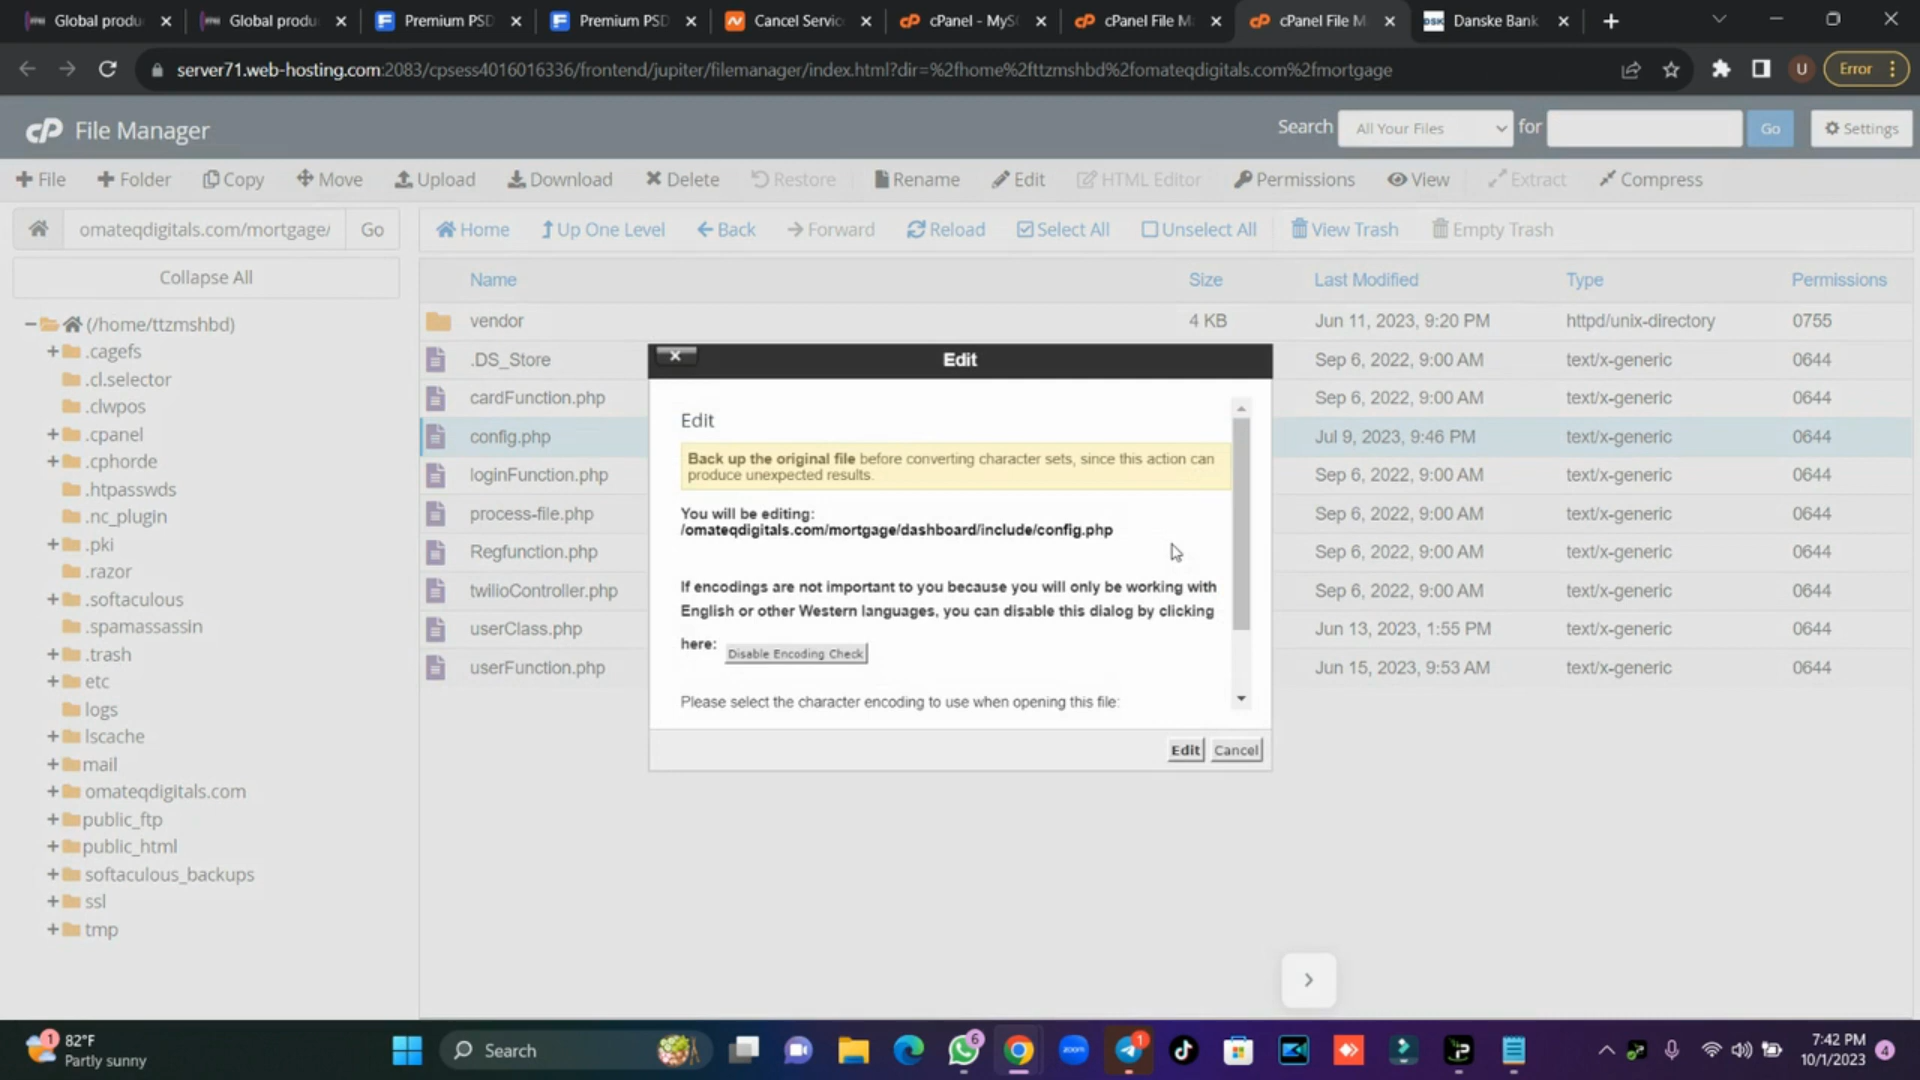 Global produ
Global produ
Premium PSD
Premium PSD
Cancel Servic
cPanel - MyS
cPanel File M
cPanel File M
DSK Danske Bank
server71.web-hosting.com:2083/cpsess4016016336/frontend/jupiter/filemanager/index.html?dir=%2fhome%2fttzmshbd%2fomateqdigitals.com%2fmortgage
U
Error
cP File Manager
Search All Your Files for Go Settings
File Folder Copy Move Upload Download Delete Restore Rename Edit HTML Editor Permissions View Extract Compress
omateqdigitals.com/mortgage/ Go
Home Up One Level Back Forward Reload Select All Unselect All View Trash Empty Trash
Collapse All
(/home/ttzmshbd)
.cagefs
.cl.selector
.clwpos
.cpanel
.cphorde
.htpasswds
.nc_plugin
.pki
.razor
.softaculous
.spamassassin
.trash
etc
logs
lscache
mail
omateqdigitals.com
public_ftp
public_html
softaculous_backups
ssl
tmp
Name Size Last Modified Type Permissions
vendor 4 KB Jun 11, 2023, 9:20 PM httpd/unix-directory 0755
.DS_Store Sep 6, 2022, 9:00 AM text/x-generic 0644
cardFunction.php Sep 6, 2022, 9:00 AM text/x-generic 0644
config.php Jul 9, 2023, 9:46 PM text/x-generic 0644
loginFunction.php Sep 6, 2022, 9:00 AM text/x-generic 0644
process-file.php Sep 6, 2022, 9:00 AM text/x-generic 0644
Regfunction.php Sep 6, 2022, 9:00 AM text/x-generic 0644
twilioController.php Sep 6, 2022, 9:00 AM text/x-generic 0644
userClass.php Jun 13, 2023, 1:55 PM text/x-generic 0644
userFunction.php Jun 15, 2023, 9:53 AM text/x-generic 0644
Edit
Edit
Back up the original file before converting character sets, since this action can
produce unexpected results.
You will be editing:
/omateqdigitals.com/mortgage/dashboard/include/config.php
If encodings are not important to you because you will only be working with
English or other Western languages, you can disable this dialog by clicking
here: Disable Encoding Check
Please select the character encoding to use when opening this file:
Edit Cancel
1
82°F
Partly sunny
Search
6
zoom
1
7:42 PM
10/1/2023
4